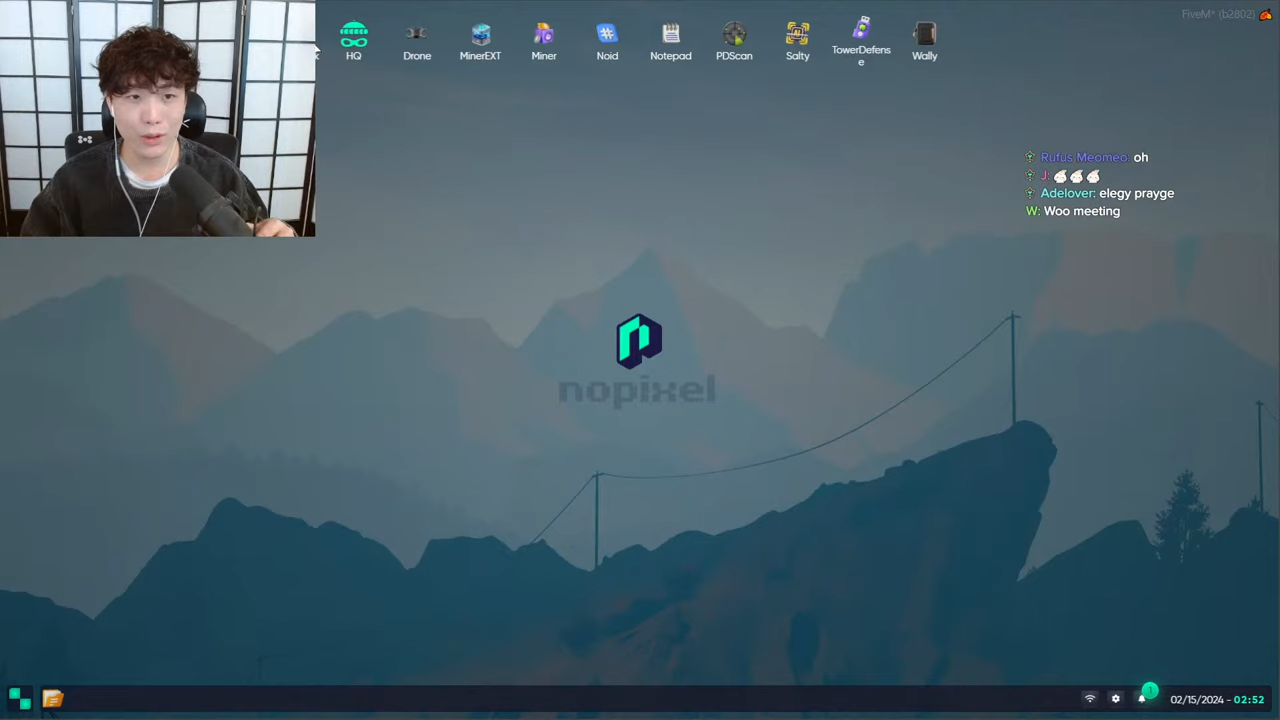 FiveM* (b2802)
HQ
Drone
MinerEXT
Miner
Noid
Notepad
PDScan
Salty
TowerDefens
e
Wally
Rufus Meomeo: oh
J:
Adelover: elegy prayge
W: Woo meeting
nopixel
1
02/15/2024 - 02:52